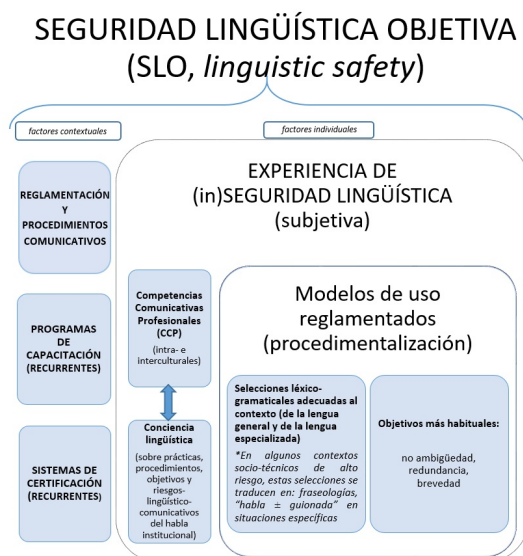 SEGURIDAD LINGÜÍSTICA OBJETIVA
(SLO, linguistic safety)
factores contextuales
factores individuales
REGLAMENTACIÓN
Y
PROCEDIMIENTOS
COMUNICATIVOS
PROGRAMAS
DE
CAPACITACIÓN
(RECURRENTES)
SISTEMAS DE
CERTIFICACIÓN
(RECURRENTES)
EXPERIENCIA DE
(in)SEGURIDAD LINGÜÍSTICA
(subjetiva)
Competencias
Comunicativas
Profesionales
(CCP)
(intra- e
interculturales)
Conciencia
lingüística
(sobre prácticas,
procedimientos,
objetivos y
riesgos-
lingüístico-
comunicativos
del habla
institucional)
Modelos de uso
reglamentados
(procedimentalización)
Selecciones léxico-
gramaticales adecuadas al
contexto (de la lengua
general y de la lengua
especializada)
*En algunos contextos
socio-técnicos de alto
riesgo, estas selecciones se
traducen en: fraseologías,
"habla ± guionada” en
situaciones específicas
Objetivos más habituales:
no ambigüedad,
redundancia,
brevedad